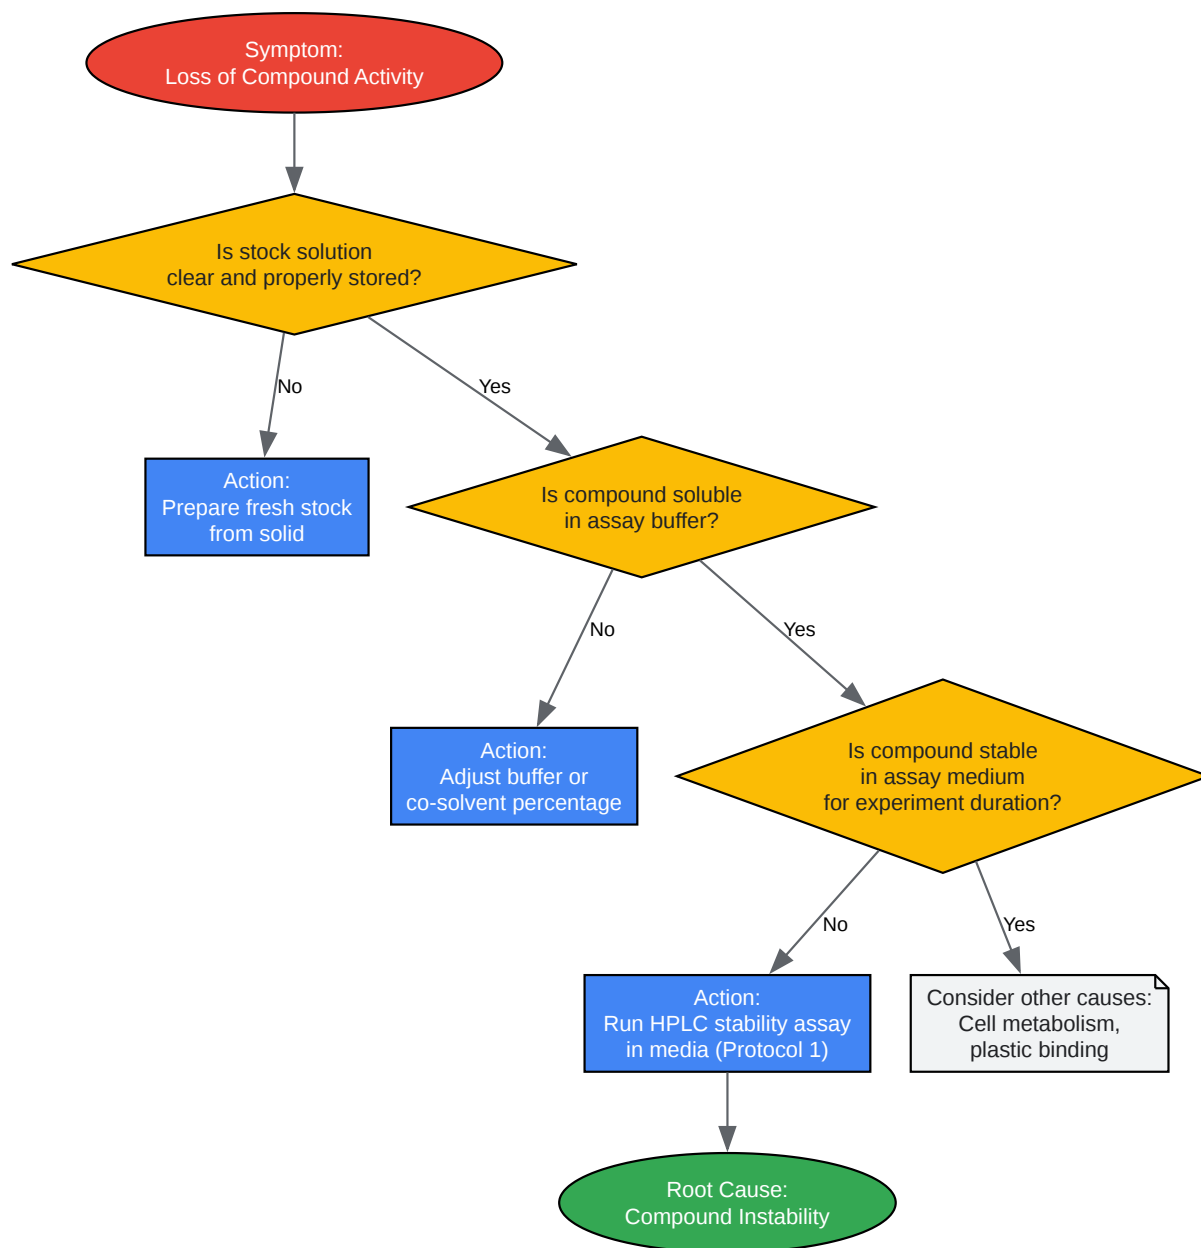 Symptom:
Loss of Compound Activity
Is stock solution
clear and properly stored?
No
Yes
Action:
Prepare fresh stock
from solid
Is compound soluble
in assay buffer?
No
Yes
Action:
Adjust buffer or
co-solvent percentage
Is compound stable
in assay medium
for experiment duration?
No
Yes
Action:
Run HPLC stability assay
in media (Protocol 1)
Consider other causes:
Cell metabolism,
plastic binding
Root Cause:
Compound Instability